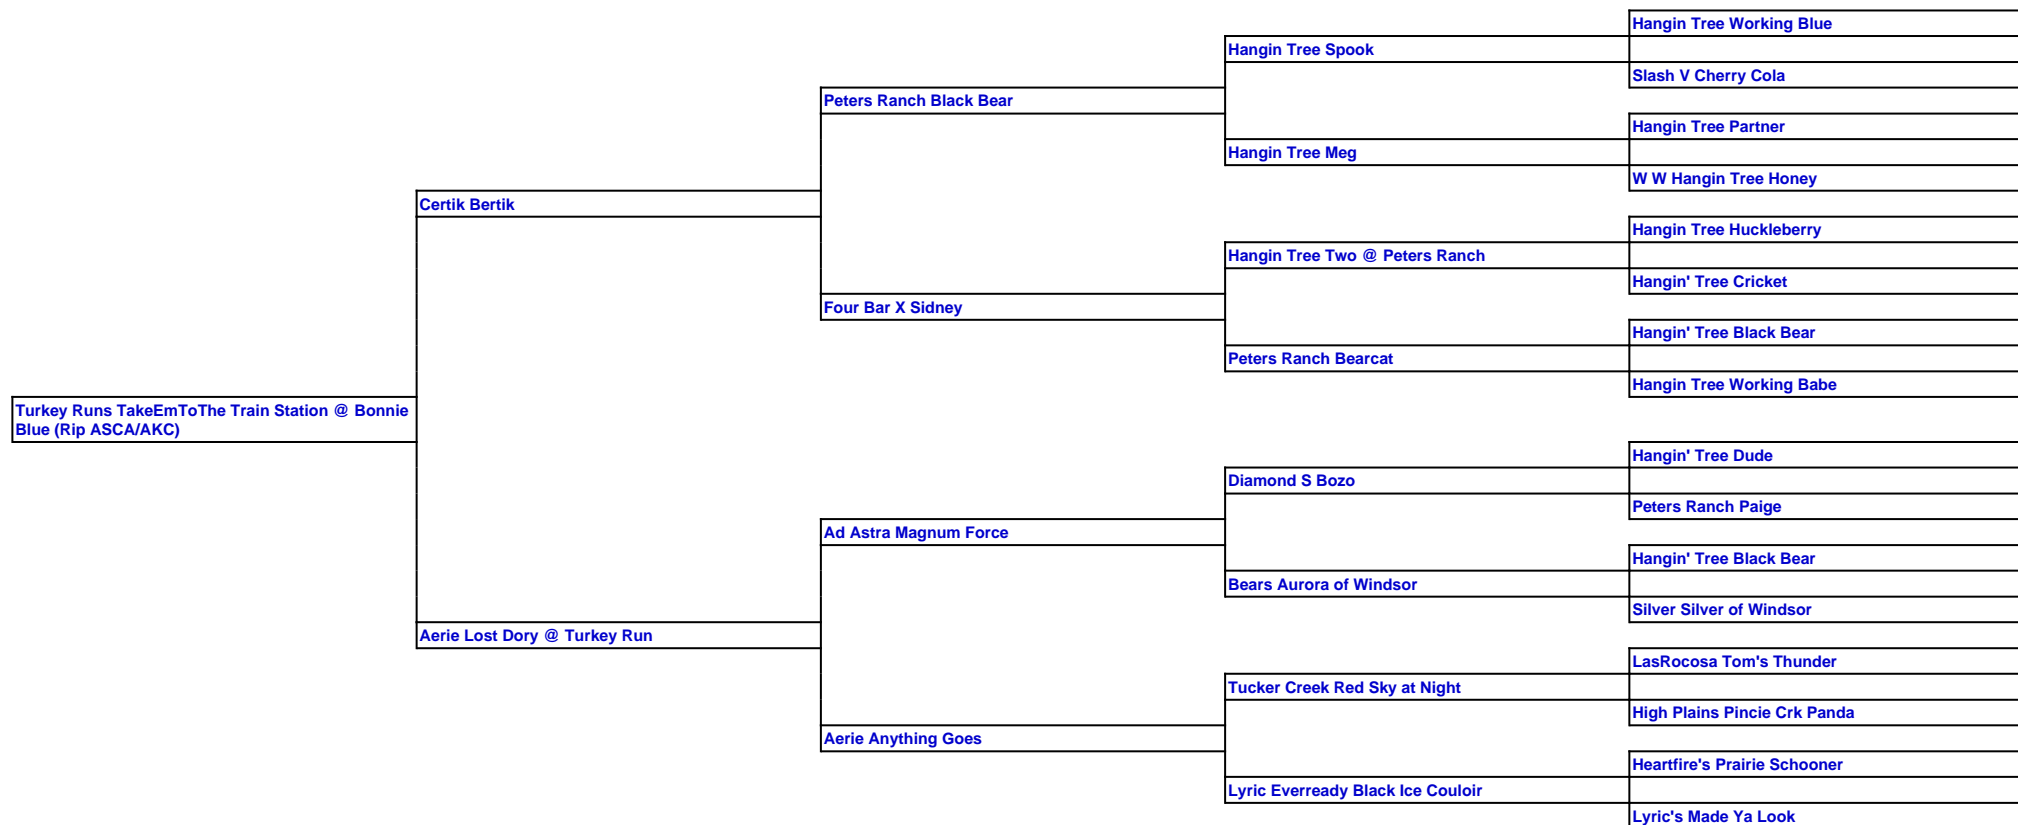 Hangin Tree Working Blue
Hangin Tree Spook
Slash V Cherry Cola
Peters Ranch Black Bear
Hangin Tree Partner
Hangin Tree Meg
W W Hangin Tree Honey
Certik Bertik
Hangin Tree Huckleberry
Hangin Tree Two @ Peters Ranch
Hangin' Tree Cricket
Four Bar X Sidney
Hangin' Tree Black Bear
Peters Ranch Bearcat
Hangin Tree Working Babe
Turkey Runs TakeEmToThe Train Station @ Bonnie
Blue (Rip ASCA/AKC)
Hangin' Tree Dude
Diamond S Bozo
Peters Ranch Paige
Ad Astra Magnum Force
Hangin' Tree Black Bear
Bears Aurora of Windsor
Silver Silver of Windsor
Aerie Lost Dory @ Turkey Run
LasRocosa Tom's Thunder
Tucker Creek Red Sky at Night
High Plains Pincie Crk Panda
Aerie Anything Goes
Heartfire's Prairie Schooner
Lyric Everready Black Ice Couloir
Lyric's Made Ya Look